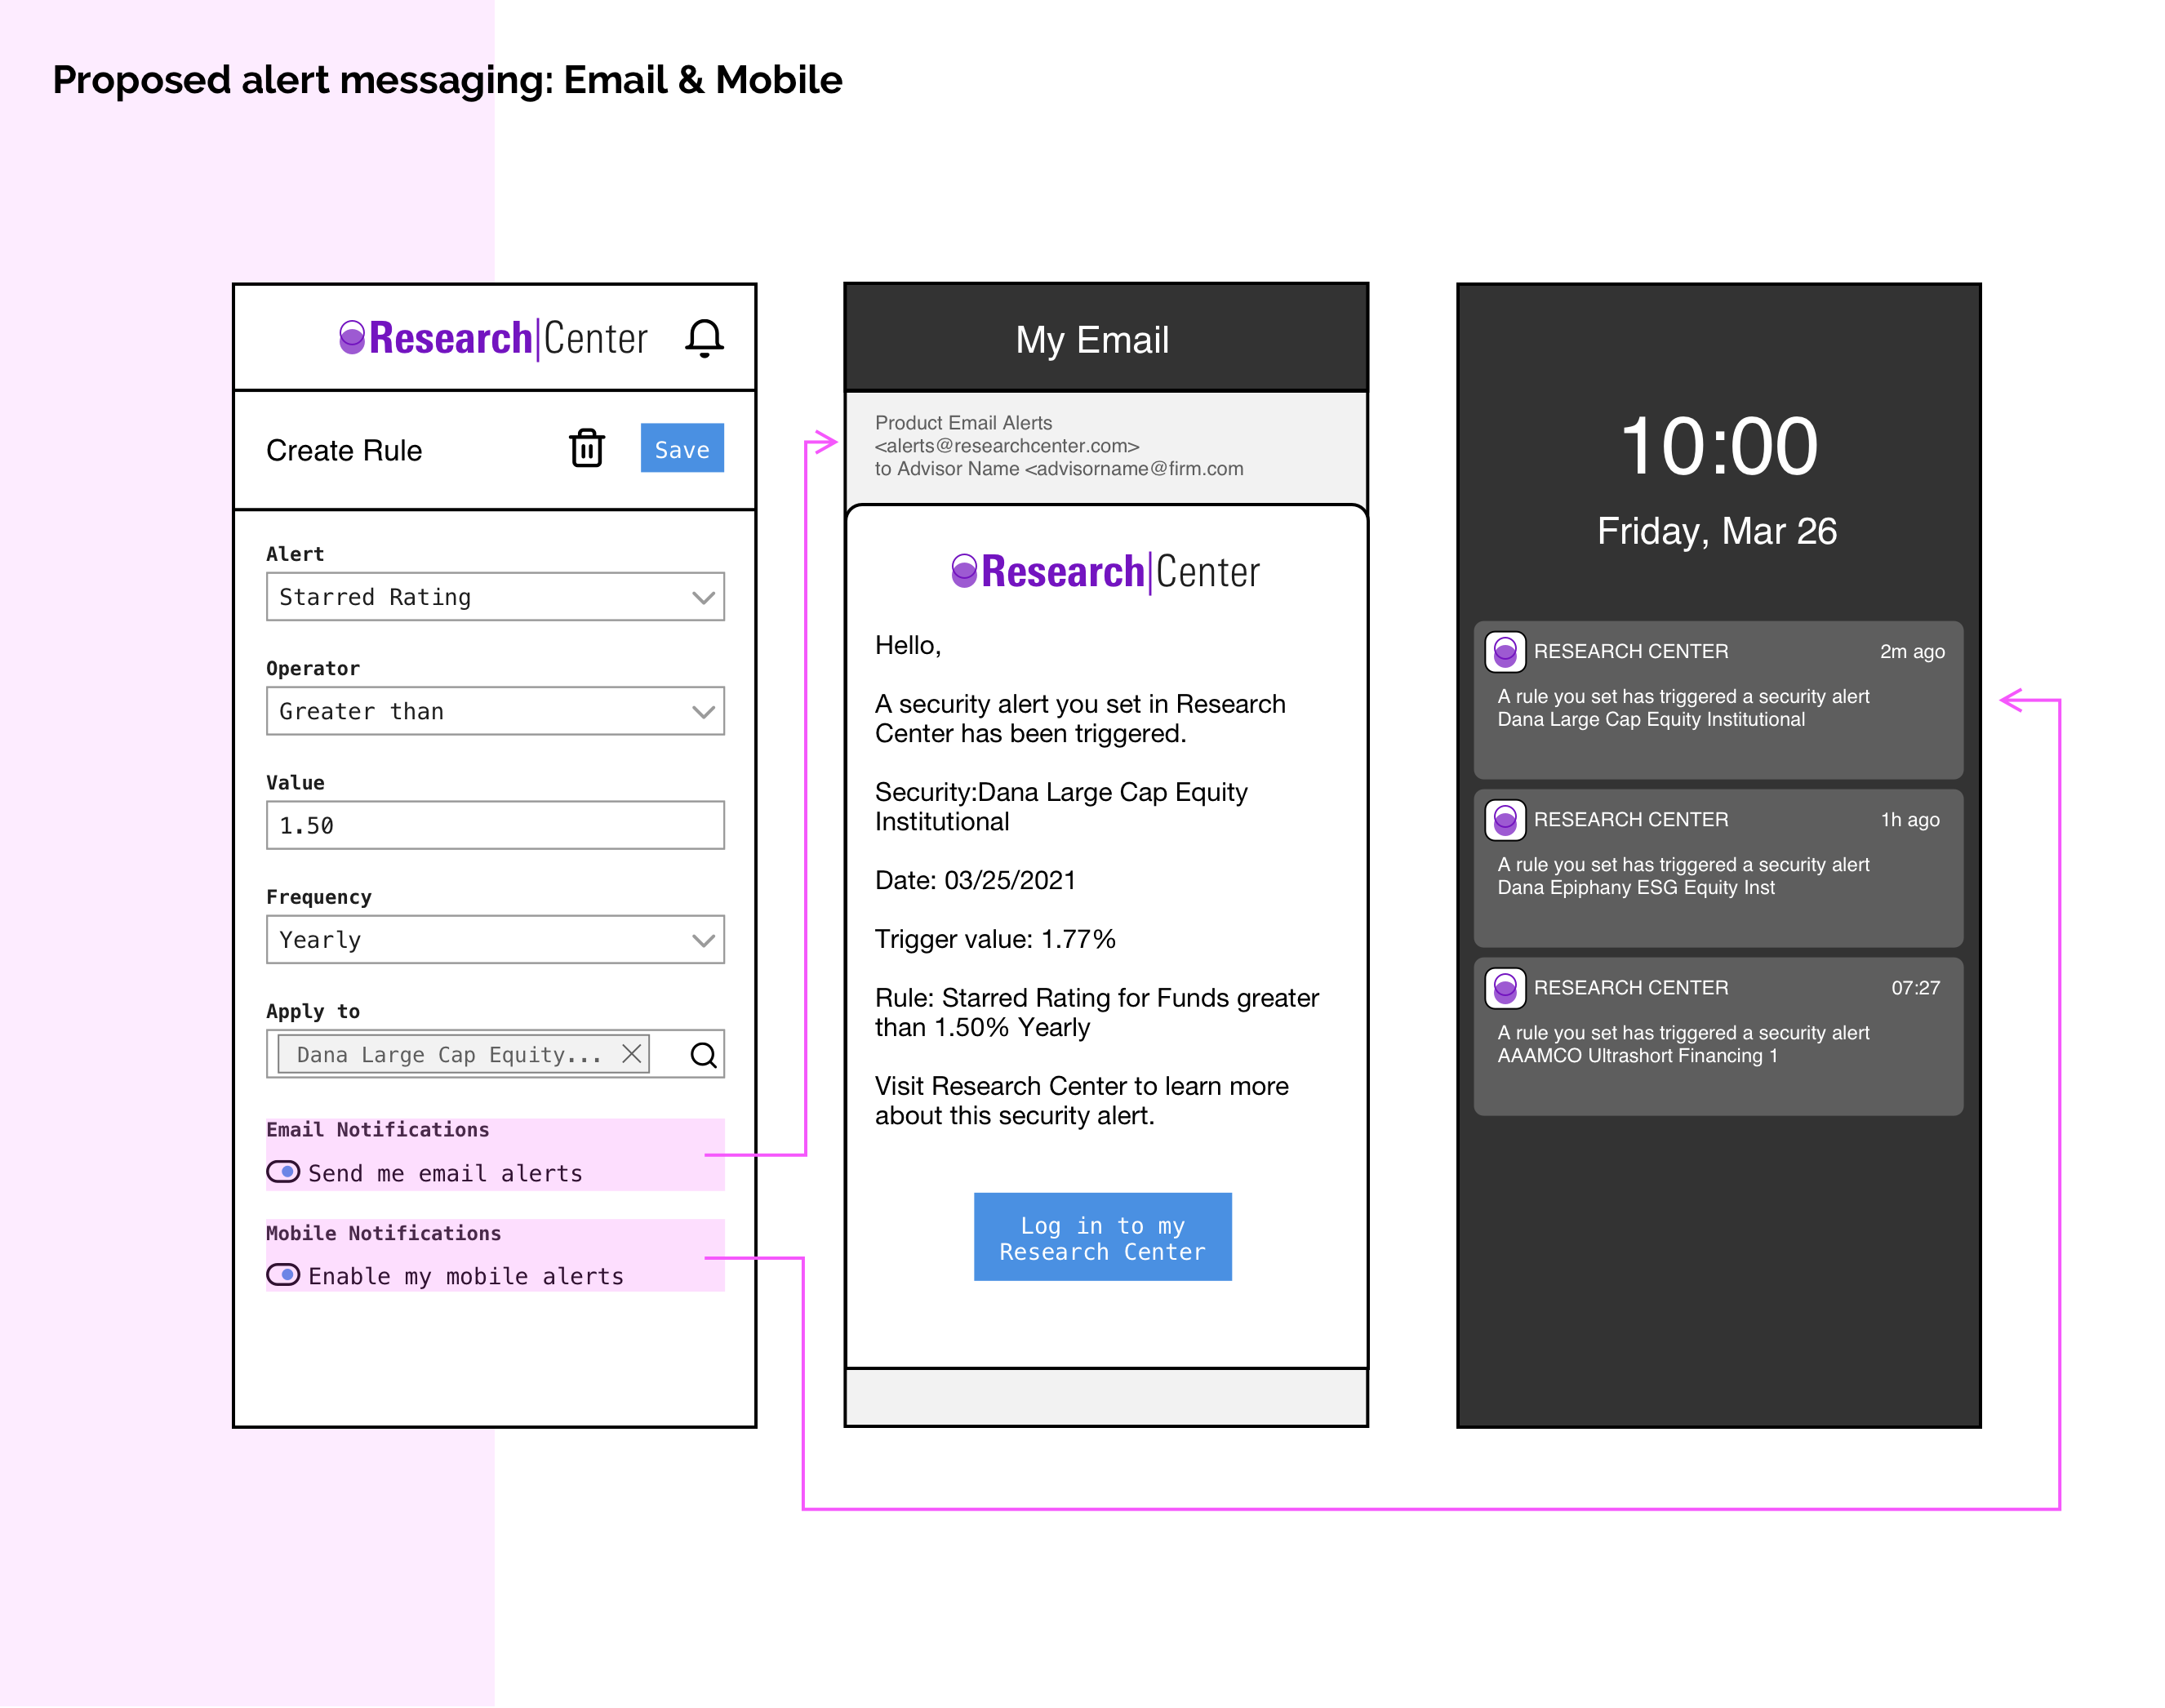 Proposed alert messaging: Email & Mobile
Research|Center
Create Rule
Save
Alert
Starred Rating
Operator
Greater than
Value
1.50
Frequency
Yearly
Apply to
Dana Large Cap Equity...
Email Notifications
Send me email alerts
Mobile Notifications
Enable my mobile alerts
My Email
Product Email Alerts
<alerts@researchcenter.com>
to Advisor Name <advisorname@firm.com
Research|Center
Hello,
A security alert you set in Research
Center has been triggered.
Security:Dana Large Cap Equity
Institutional
Date: 03/25/2021
Trigger value: 1.77%
Rule: Starred Rating for Funds greater
than 1.50% Yearly
Visit Research Center to learn more
about this security alert.
Log in to my
Research Center
10:00
Friday, Mar 26
RESEARCH CENTER 2m ago
A rule you set has triggered a security alert
Dana Large Cap Equity Institutional
RESEARCH CENTER 1h ago
A rule you set has triggered a security alert
Dana Epiphany ESG Equity Inst
RESEARCH CENTER 07:27
A rule you set has triggered a security alert
AAAMCO Ultrashort Financing 1